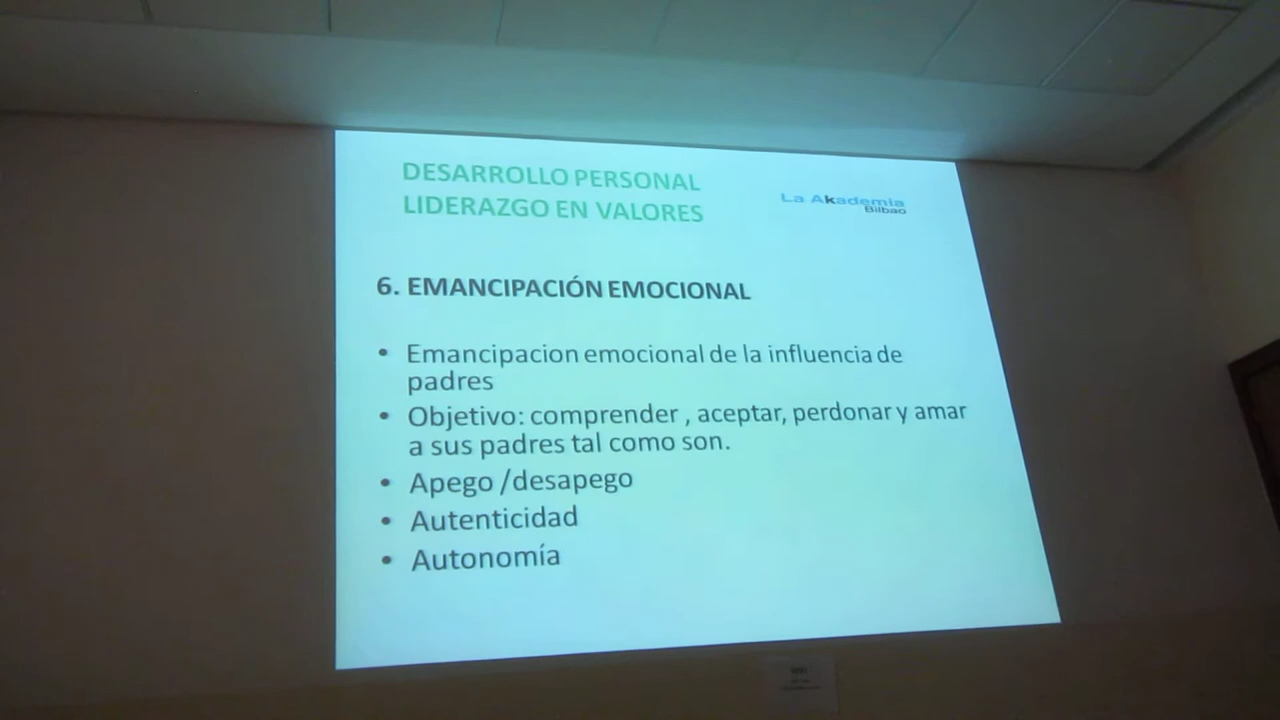 DESARROLLO PERSONAL
LIDERAZGO EN VALORES
La Akademia
Bilbao
6. EMANCIPACIÓN EMOCIONAL
• Emancipacion emocional de la influencia de
padres
• Objetivo: comprender , aceptar, perdonar y amar
a sus padres tal como son.
• Apego /desapego
• Autenticidad
• Autonomía